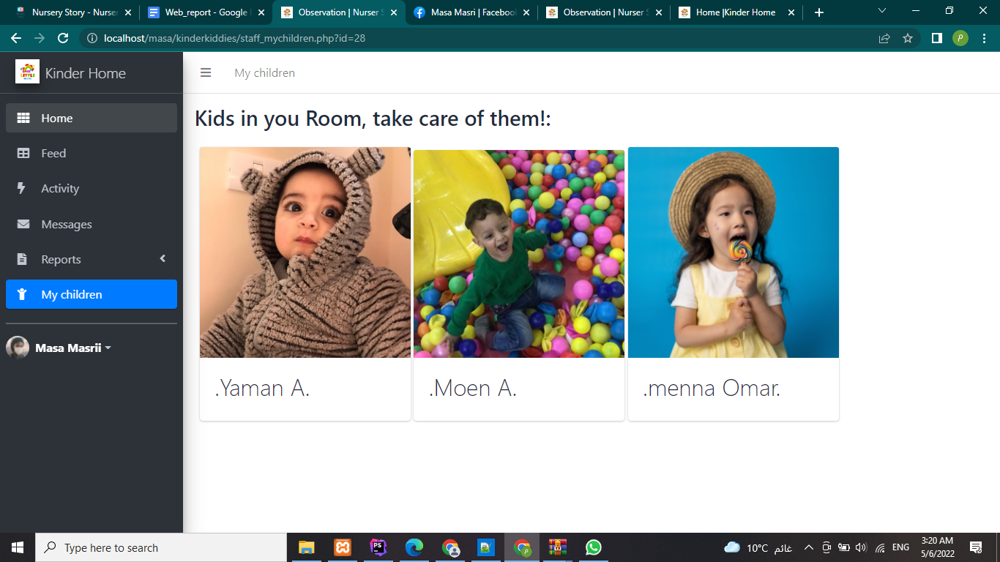 Nursery Story - Nurser
Web_report - Google
Observation | Nurser S
Masa Masri | Facebook
Observation | Nurser S
Home |Kinder Home
localhost/masa/kinderkiddies/staff_mychildren.php?id=28
P
LITTLE
Kinder Home
My children
Home
Feed
Activity
Messages
Reports
My children
Masa Masrii
Kids in you Room, take care of them!:
.Yaman A.
.Moen A.
.menna Omar.
Type here to search
PS
P
10°C غائم
ENG
3:20 AM
5/6/2022